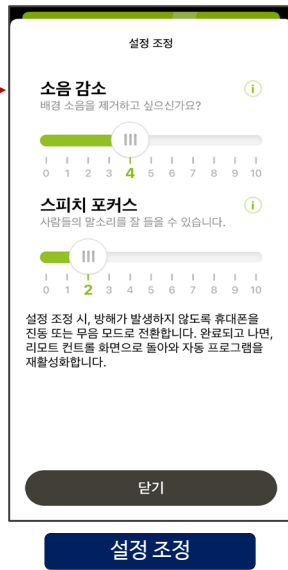 설정 조정
소음 감소
배경 소음을 제거하고 싶으신가요?
0 1 2 3 4 5 6 7 8 9 10
스피치 포커스
사람들의 말소리를 잘 들을 수 있습니다.
0 1 2 3 4 5 6 7 8 9 10
설정 조정 시, 방해가 발생하지 않도록 휴대폰을
진동 또는 무음 모드로 전환합니다. 완료되고 나면,
리모트 컨트롤 화면으로 돌아와 자동 프로그램을
재활성화합니다.
닫기
설정 조정